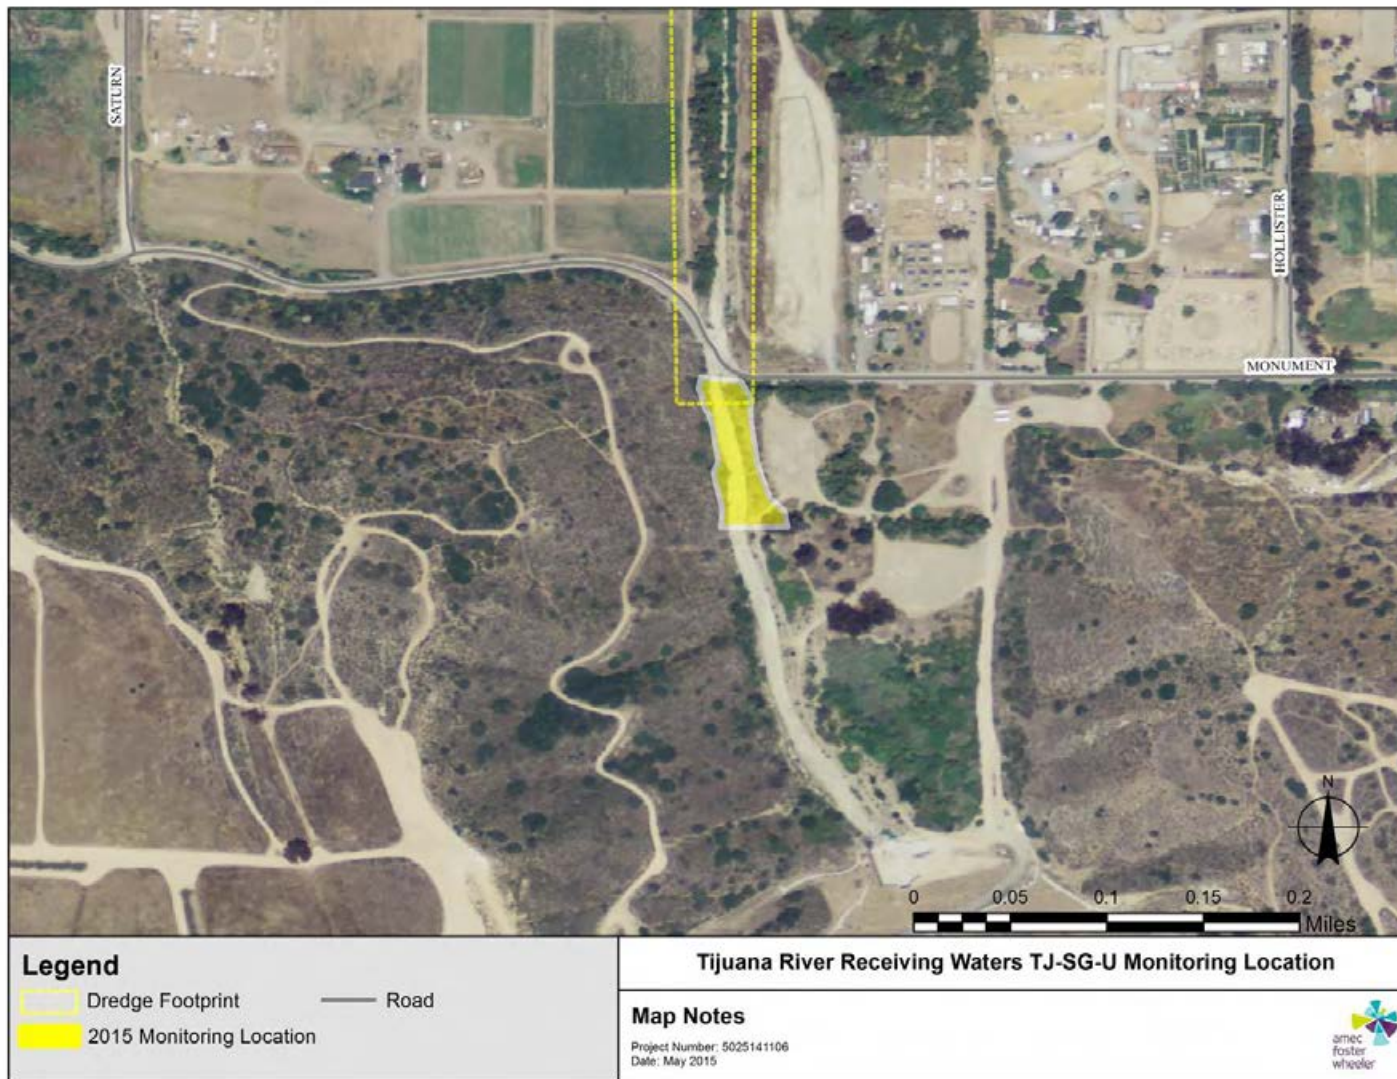 SATURN
HOLLISTER
MONUMENT
N
0 0.05 0.1 0.15 0.2
Miles
Legend
Dredge Footprint Road
2015 Monitoring Location
Tijuana River Receiving Waters TJ-SG-U Monitoring Location
Map Notes
Project Number: 5025141106
Date: May 2015
amec
foster
wheeler